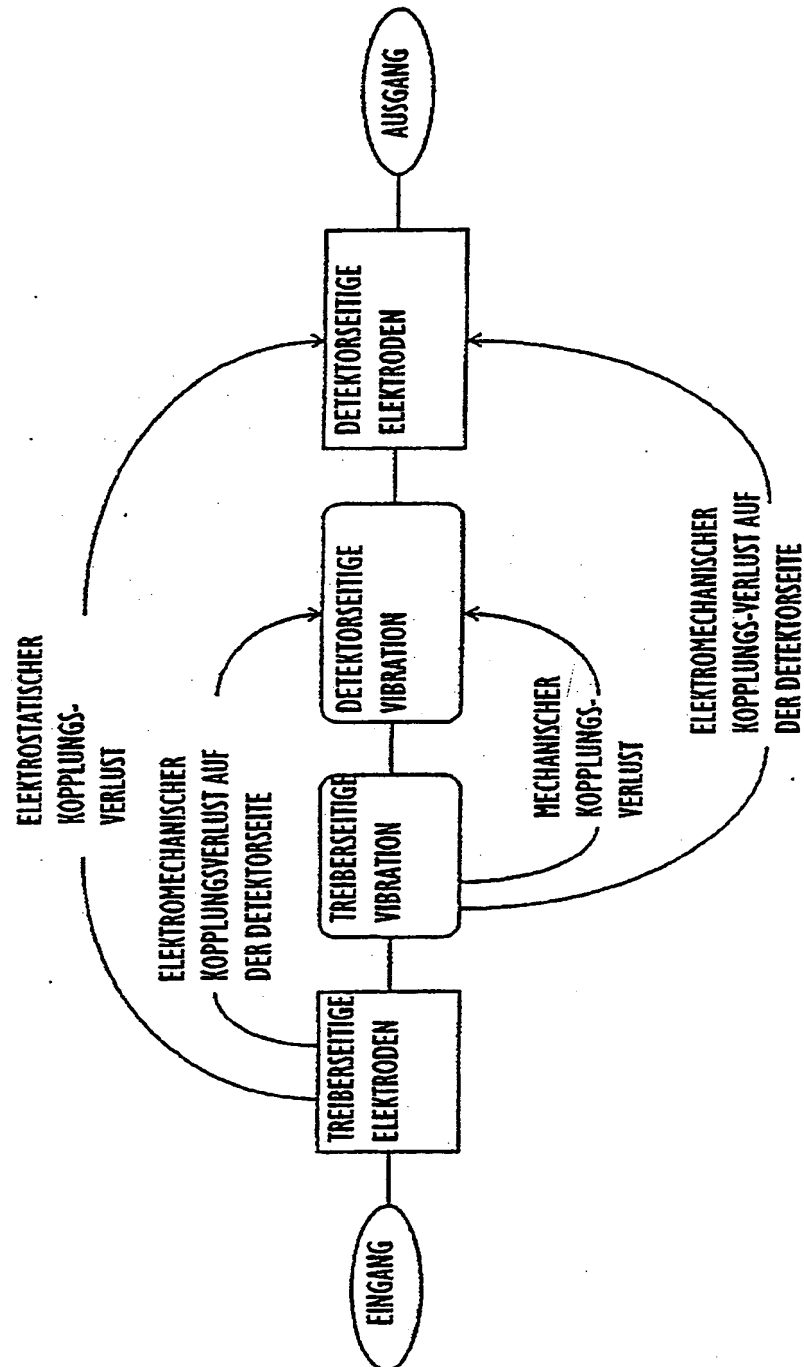 ELEKTROSTATISCHER
KOPPLUNGS-
VERLUST
ELEKTROMECHANISCHER
KOPPLUNGSVERLUST AUF
DER DETEKTORSEITE
EINGANG
TREIBERSEITIGE
ELEKTRODEN
TREIBERSEITIGE
VIBRATION
DETEKTORSEITIGE
VIBRATION
DETEKTORSEITIGE
ELEKTRODEN
AUSGANG
MECHANISCHER
KOPPLUNGS-
VERLUST
ELEKTROMECHANISCHER
KOPPLUNGS-VERLUST AUF
DER DETEKTORSEITE